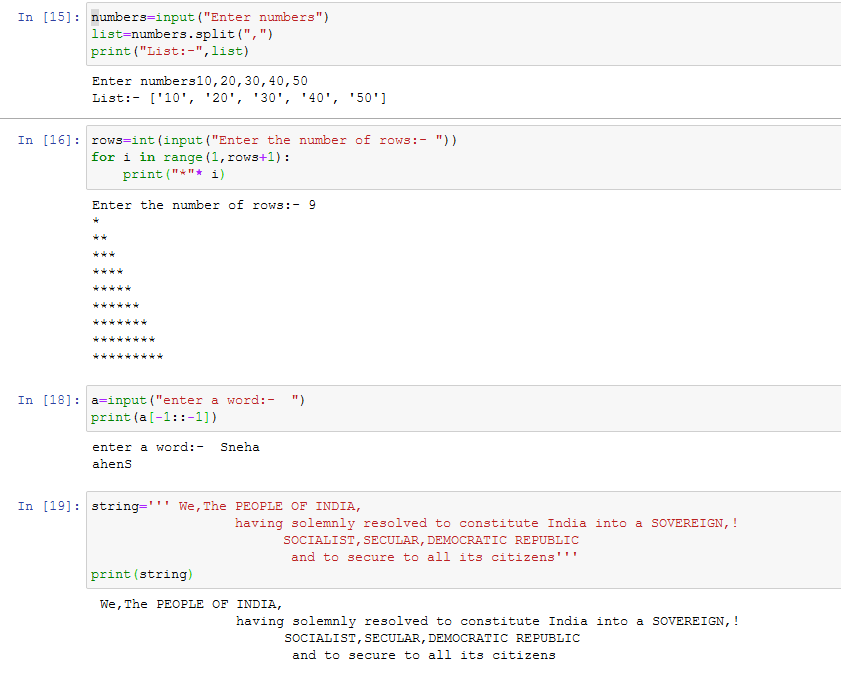 In [15]: numbers=input("Enter numbers")
list=numbers.split(",")
print("List:-",list)
Enter numbers10,20,30,40,50
List:- ['10', '20', '30', '40', '50']
In [16]: rows=int(input("Enter the number of rows:- "))
for i in range(1,rows+1):
    print("*"* i)
Enter the number of rows:- 9
*
**
***
****
*****
******
*******
********
*********
In [18]: a=input("enter a word:-  ")
print(a[-1::-1])
enter a word:-  Sneha
ahenS
In [19]: string=''' We,The PEOPLE OF INDIA,
                  having solemnly resolved to constitute India into a SOVEREIGN,!
                        SOCIALIST,SECULAR,DEMOCRATIC REPUBLIC
                         and to secure to all its citizens'''
print(string)
 We,The PEOPLE OF INDIA,
                  having solemnly resolved to constitute India into a SOVEREIGN,!
                        SOCIALIST,SECULAR,DEMOCRATIC REPUBLIC
                         and to secure to all its citizens